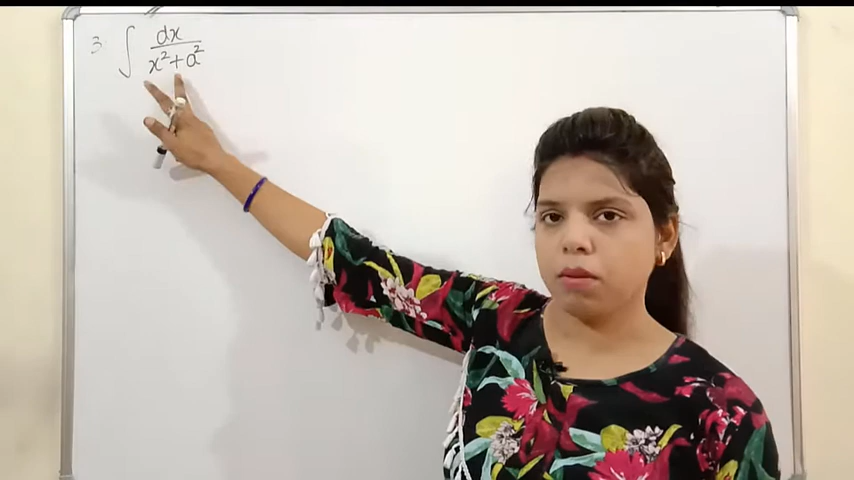 3. ∫ dx / (x² + a²)